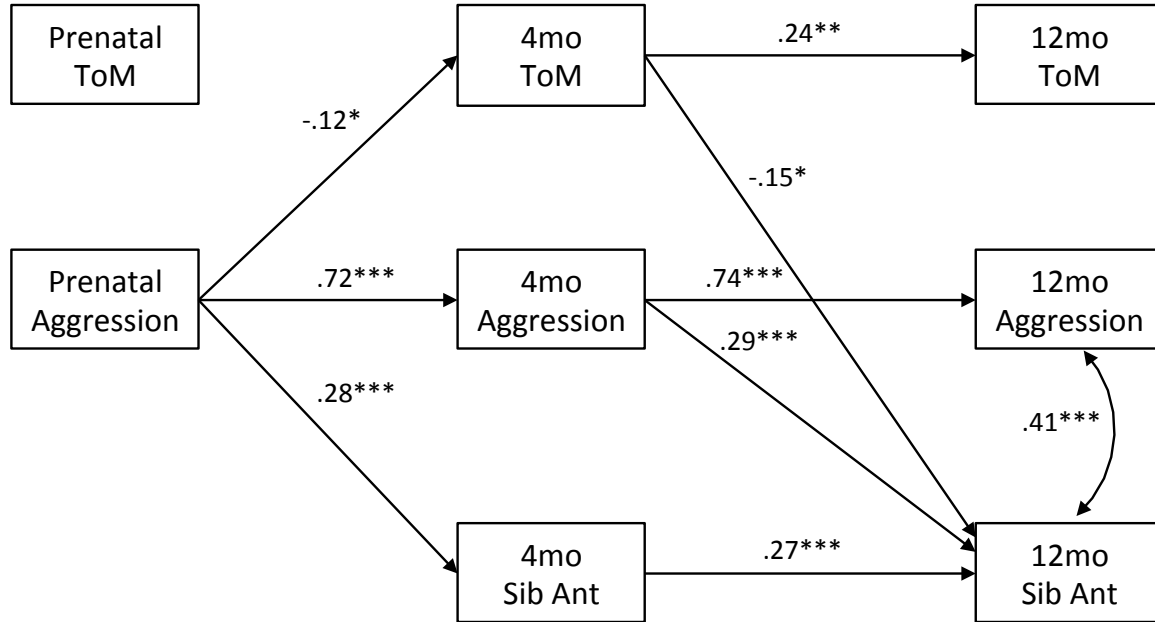 Prenatal
ToM
4mo
ToM
.24**
12mo
ToM
-.12*
-.15*
Prenatal
Aggression
.72***
4mo
Aggression
.74***
12mo
Aggression
.29***
.28***
.41***
4mo
Sib Ant
.27***
12mo
Sib Ant